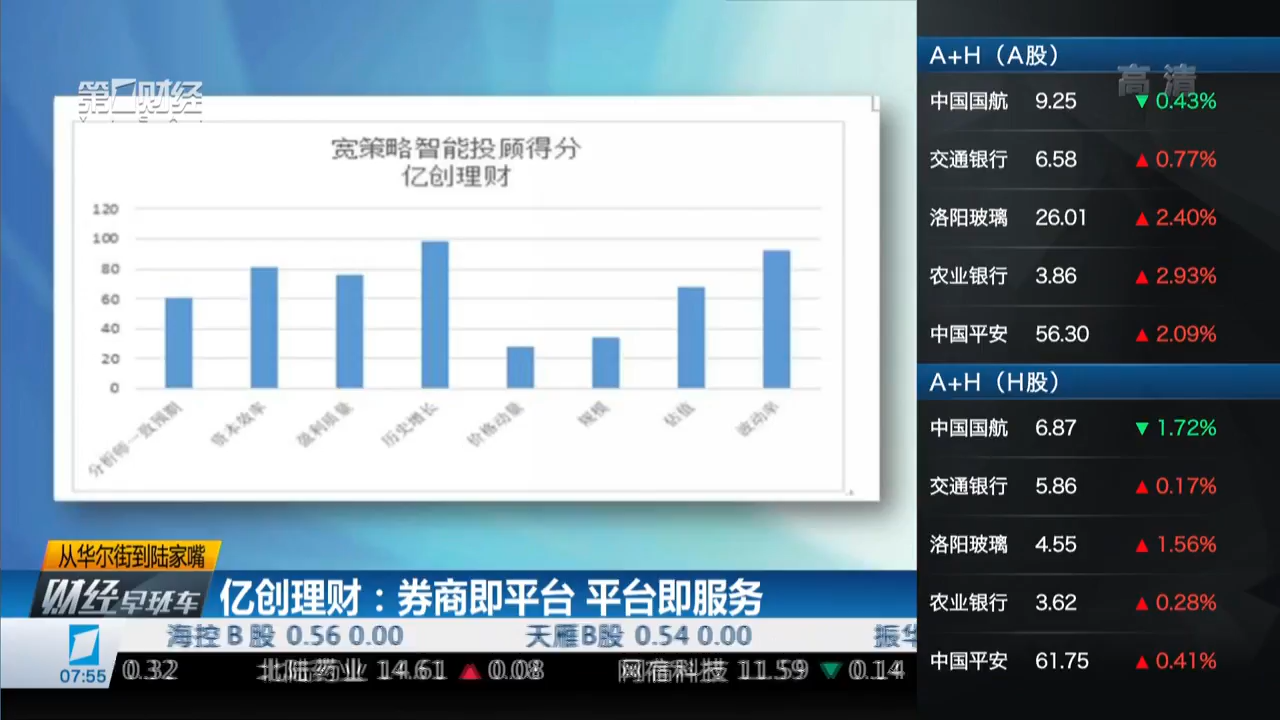 第一财经
宽策略智能投顾得分
亿创理财
120
100
80
60
40
20
0
分析师一致预期
资本效率
盈利质量
历史增长
价格动量
规模
估值
波动率
从华尔街到陆家嘴
财经早班车
亿创理财：券商即平台 平台即服务
海控B股 0.56 0.00 天雁B股 0.54 0.00 振华
07:55
0.32 北陆药业 14.61 ▲ 0.08 网宿科技 11.59 ▼ 0.14
高清
A+H（A股）
中国国航 9.25 ▼ 0.43%
交通银行 6.58 ▲ 0.77%
洛阳玻璃 26.01 ▲ 2.40%
农业银行 3.86 ▲ 2.93%
中国平安 56.30 ▲ 2.09%
A+H（H股）
中国国航 6.87 ▼ 1.72%
交通银行 5.86 ▲ 0.17%
洛阳玻璃 4.55 ▲ 1.56%
农业银行 3.62 ▲ 0.28%
中国平安 61.75 ▲ 0.41%